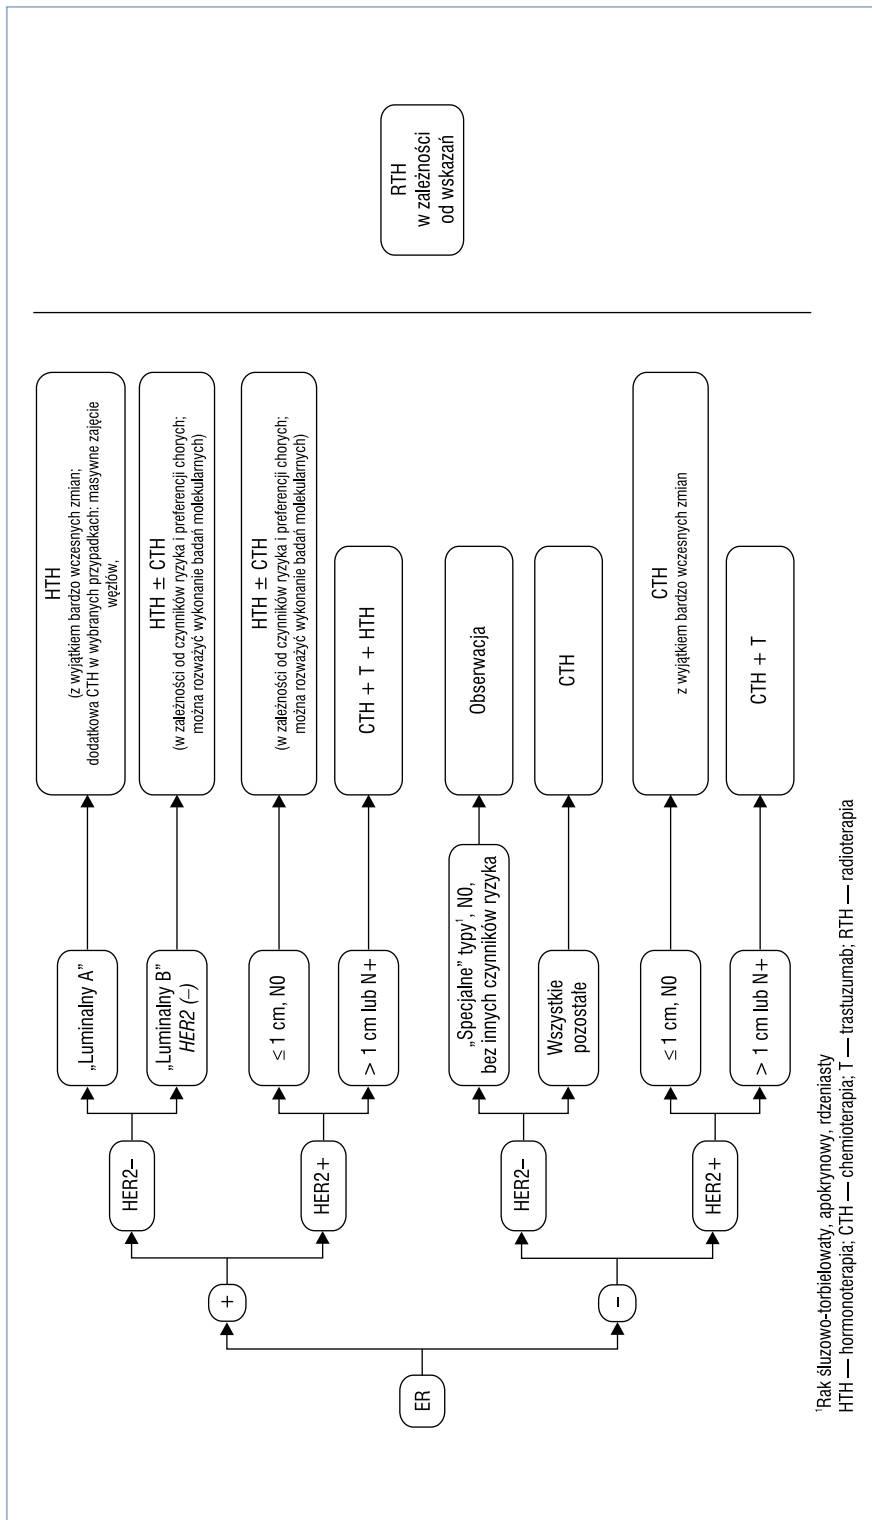 ER
+
-
HER2–
HER2+
HER2–
HER2+
„Luminalny A”
„Luminalny B”
HER2 (–)
≤ 1 cm, N0
> 1 cm lub N+
„Specjalne” typy¹, N0,
bez innych czynników ryzyka
Wszystkie
pozostałe
≤ 1 cm, N0
> 1 cm lub N+
HTH
(z wyjątkiem bardzo wczesnych zmian;
dodatkowa CTH w wybranych przypadkach: masywne zajęcie
węzłów,
HTH ± CTH
(w zależności od czynników ryzyka i preferencji chorych;
można rozważyć wykonanie badań molekularnych)
HTH ± CTH
(w zależności od czynników ryzyka i preferencji chorych;
można rozważyć wykonanie badań molekularnych)
CTH + T + HTH
Obserwacja
CTH
CTH
z wyjątkiem bardzo wczesnych zmian
CTH + T
RTH
w zależności
od wskazań
¹Rak śluzowo-torbielowaty, apokrynowy, rdzeniasty
HTH — hormonoterapia; CTH — chemioterapia; T — trastuzumab; RTH — radioterapia